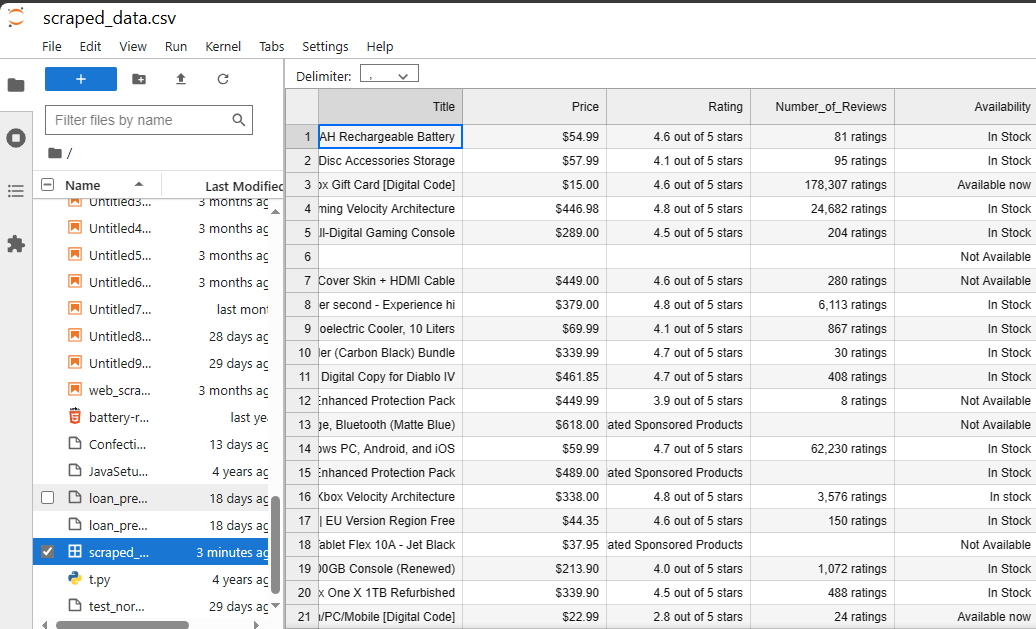 scraped_data.csv
File Edit View Run Kernel Tabs Settings Help
+ Delimiter: ,
Filter files by name
/
Name Last Modified
Untitled3... 3 months ag
Untitled4... 3 months ag
Untitled5... 3 months ag
Untitled6... 3 months ag
Untitled7... last mont
Untitled8... 28 days ag
Untitled9... 29 days ag
web_scra... 3 months ag
battery-r... last ye
Confecti... 13 days ag
JavaSetu... 4 years ag
loan_pre... 18 days ag
loan_pre... 18 days ag
scraped_... 3 minutes ag
t.py 4 years ag
test_nor... 29 days ag
Title Price Rating Number_of_Reviews Availability
1 AH Rechargeable Battery $54.99 4.6 out of 5 stars 81 ratings In Stock
2 Disc Accessories Storage $57.99 4.1 out of 5 stars 95 ratings In Stock
3 ox Gift Card [Digital Code] $15.00 4.6 out of 5 stars 178,307 ratings Available now
4 ming Velocity Architecture $446.98 4.8 out of 5 stars 24,682 ratings In Stock
5 ll-Digital Gaming Console $289.00 4.5 out of 5 stars 204 ratings In Stock
6 Not Available
7 Cover Skin + HDMI Cable $449.00 4.6 out of 5 stars 280 ratings Not Available
8 er second - Experience hi $379.00 4.8 out of 5 stars 6,113 ratings In Stock
9 oelectric Cooler, 10 Liters $69.99 4.1 out of 5 stars 867 ratings In Stock
10 ler (Carbon Black) Bundle $339.99 4.7 out of 5 stars 30 ratings In Stock
11 Digital Copy for Diablo IV $461.85 4.7 out of 5 stars 408 ratings In Stock
12 Enhanced Protection Pack $449.99 3.9 out of 5 stars 8 ratings Not Available
13 ge, Bluetooth (Matte Blue) $618.00 ated Sponsored Products Not Available
14 ows PC, Android, and iOS $59.99 4.7 out of 5 stars 62,230 ratings In Stock
15 Enhanced Protection Pack $489.00 ated Sponsored Products In Stock
16 Xbox Velocity Architecture $338.00 4.8 out of 5 stars 3,576 ratings In stock
17 | EU Version Region Free $44.35 4.6 out of 5 stars 150 ratings In Stock
18 Tablet Flex 10A - Jet Black $37.95 ated Sponsored Products Not Available
19 00GB Console (Renewed) $213.90 4.0 out of 5 stars 1,072 ratings In Stock
20 x One X 1TB Refurbished $339.90 4.5 out of 5 stars 488 ratings In Stock
21 /PC/Mobile [Digital Code] $22.99 2.8 out of 5 stars 24 ratings Available now